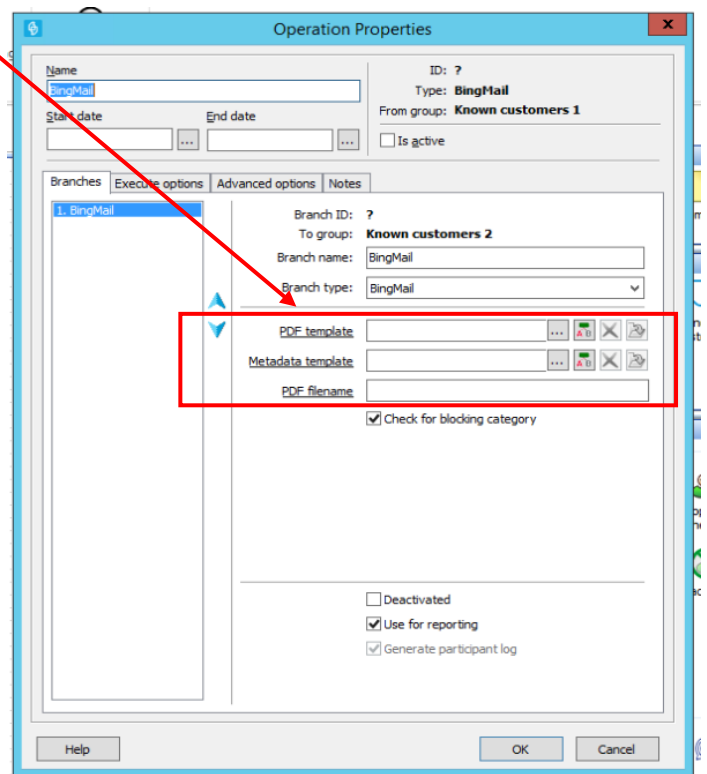 Operation Properties
x
Name
ID: ?
BingMail
Type: BingMail
From group: Known customers 1
Start date
End date
...
...
Is active
Branches
Execute options
Advanced options
Notes
1. BingMail
Branch ID: ?
To group: Known customers 2
Branch name: BingMail
Branch type: BingMail
PDF template
...
A B
Metadata template
...
A B
PDF filename
Check for blocking category
Deactivated
Use for reporting
Generate participant log
Help
OK
Cancel